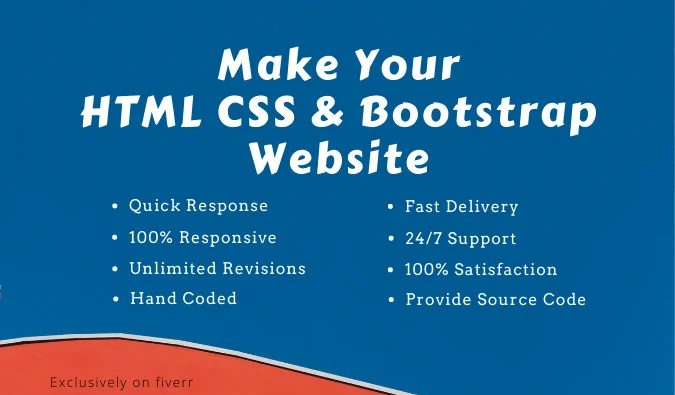 Make Your
HTML CSS & Bootstrap
Website
• Quick Response
• 100% Responsive
• Unlimited Revisions
• Hand Coded
• Fast Delivery
• 24/7 Support
• 100% Satisfaction
• Provide Source Code
Exclusively on fiverr